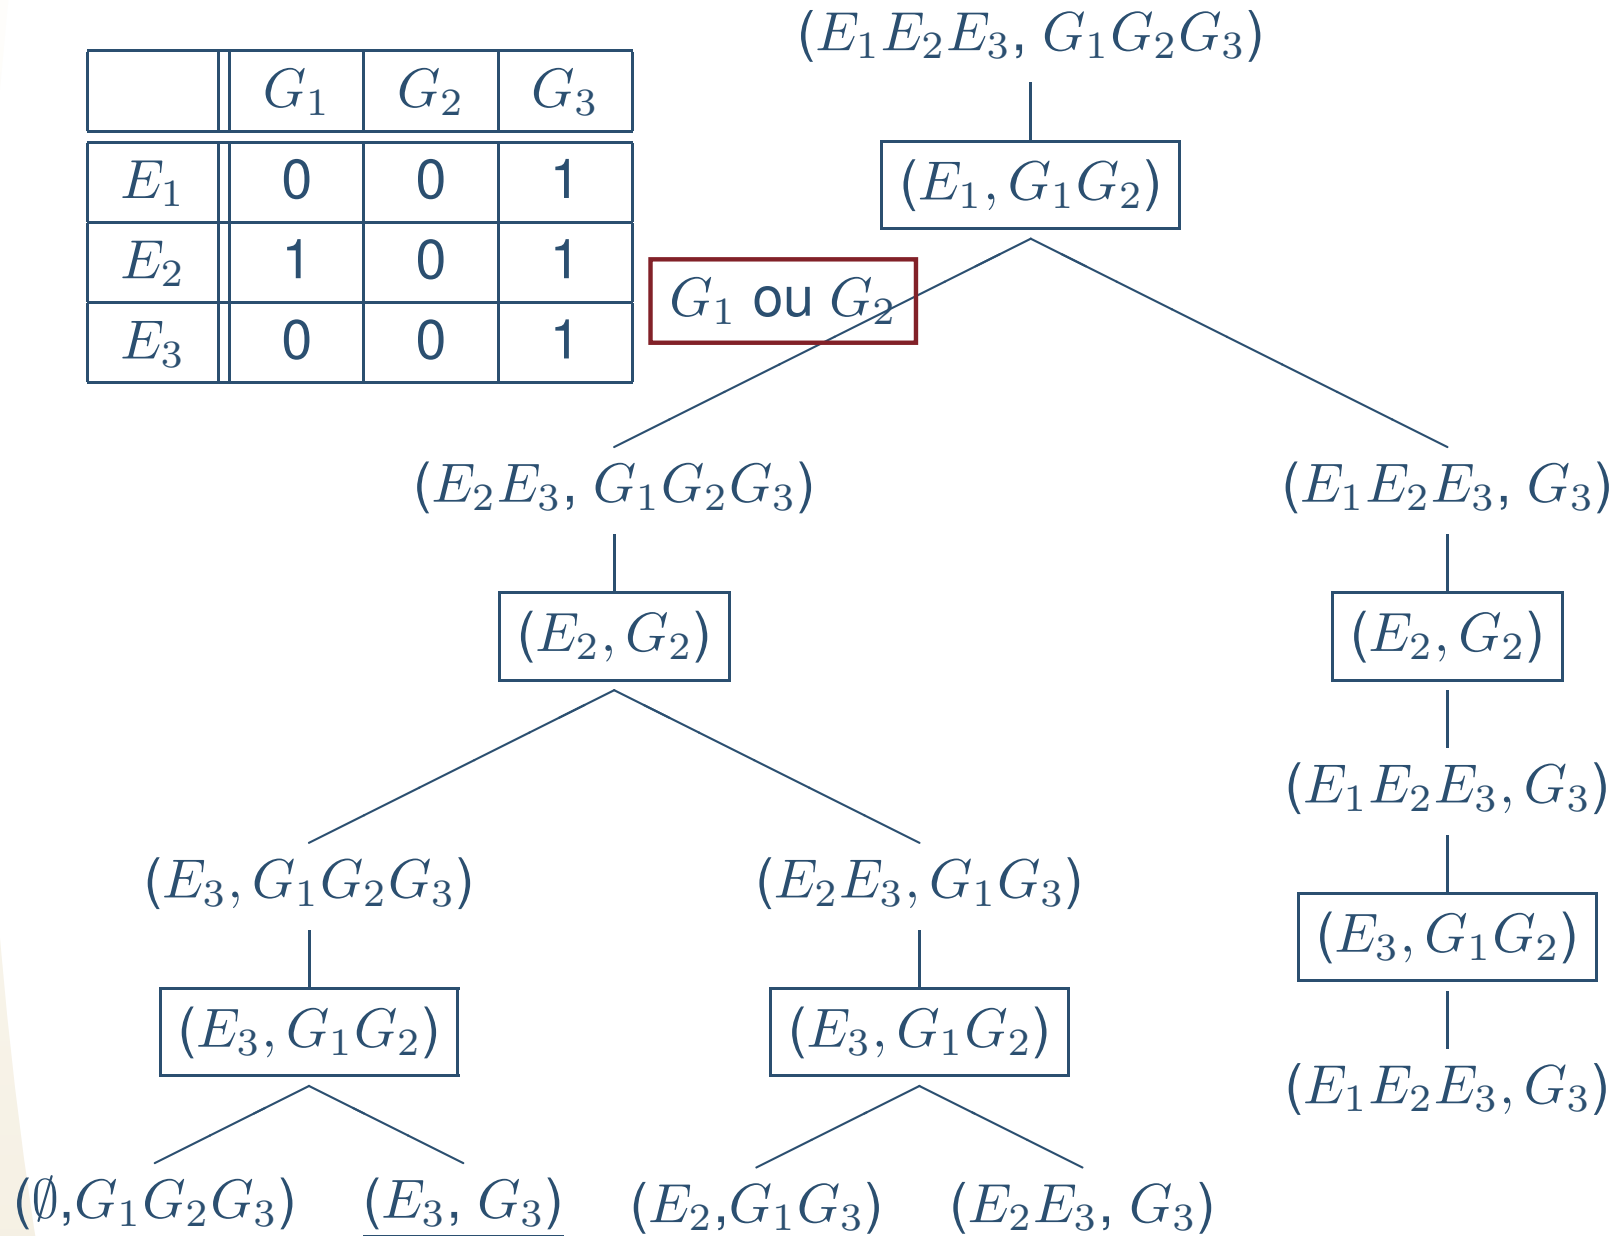 (E₁E₂E₃, G₁G₂G₃)
G₁ G₂ G₃
E₁ 0 0 1
E₂ 1 0 1
E₃ 0 0 1
(E₁, G₁G₂)
G₁ ou G₂
(E₂E₃, G₁G₂G₃) (E₁E₂E₃, G₃)
(E₂, G₂) (E₂, G₂)
(E₁E₂E₃, G₃)
(E₃, G₁G₂G₃) (E₂E₃, G₁G₃)
(E₃, G₁G₂)
(E₃, G₁G₂) (E₃, G₁G₂)
(E₁E₂E₃, G₃)
(∅,G₁G₂G₃) (E₃, G₃) (E₂,G₁G₃) (E₂E₃, G₃)